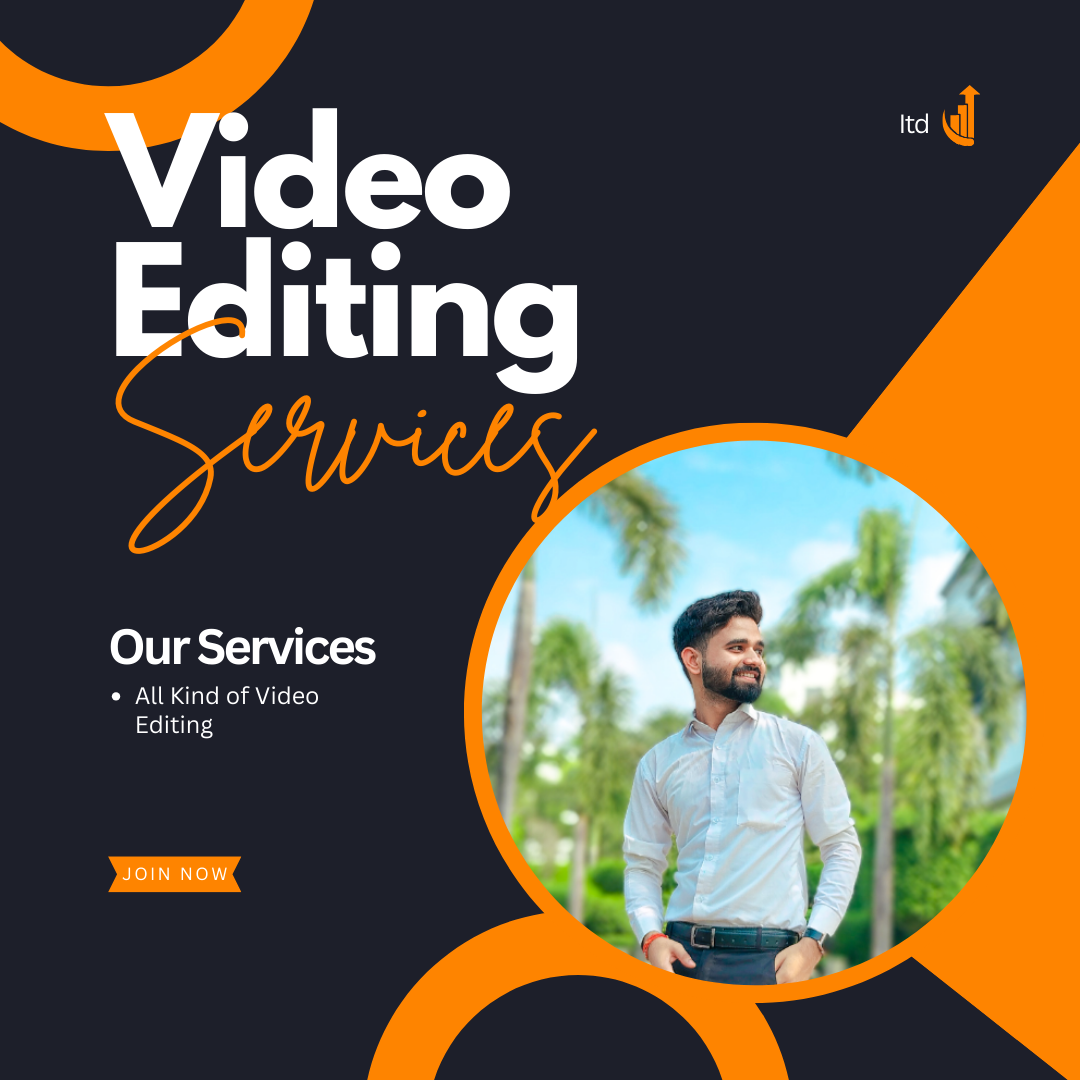 ltd
Video
Editing
Services
Our Services
• All Kind of Video
Editing
JOIN NOW